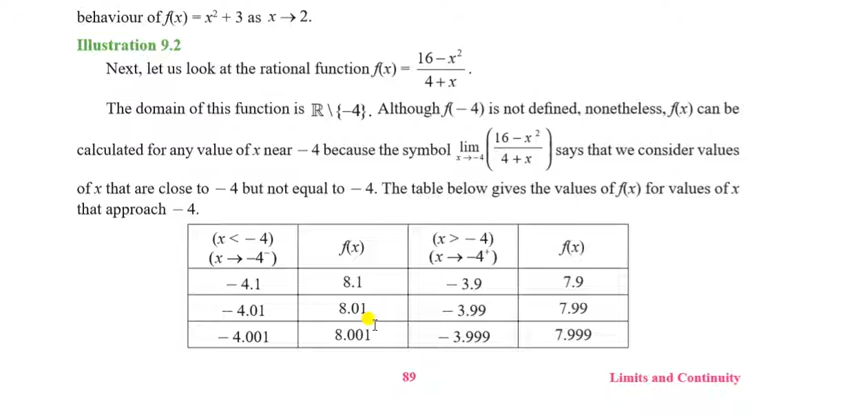 behaviour of f(x) = x² + 3 as x → 2.
Illustration 9.2
Next, let us look at the rational function f(x) = (16 − x²)/(4 + x).
The domain of this function is ℝ \ {−4}. Although f(− 4) is not defined, nonetheless, f(x) can be
calculated for any value of x near − 4 because the symbol lim x→−4 ((16 − x²)/(4 + x)) says that we consider values
of x that are close to − 4 but not equal to − 4. The table below gives the values of f(x) for values of x
that approach − 4.
(x < − 4) (x → −4⁻) f(x) (x > − 4) (x → −4⁺) f(x)
− 4.1 8.1 − 3.9 7.9
− 4.01 8.01 − 3.99 7.99
− 4.001 8.001 − 3.999 7.999
89 Limits and Continuity